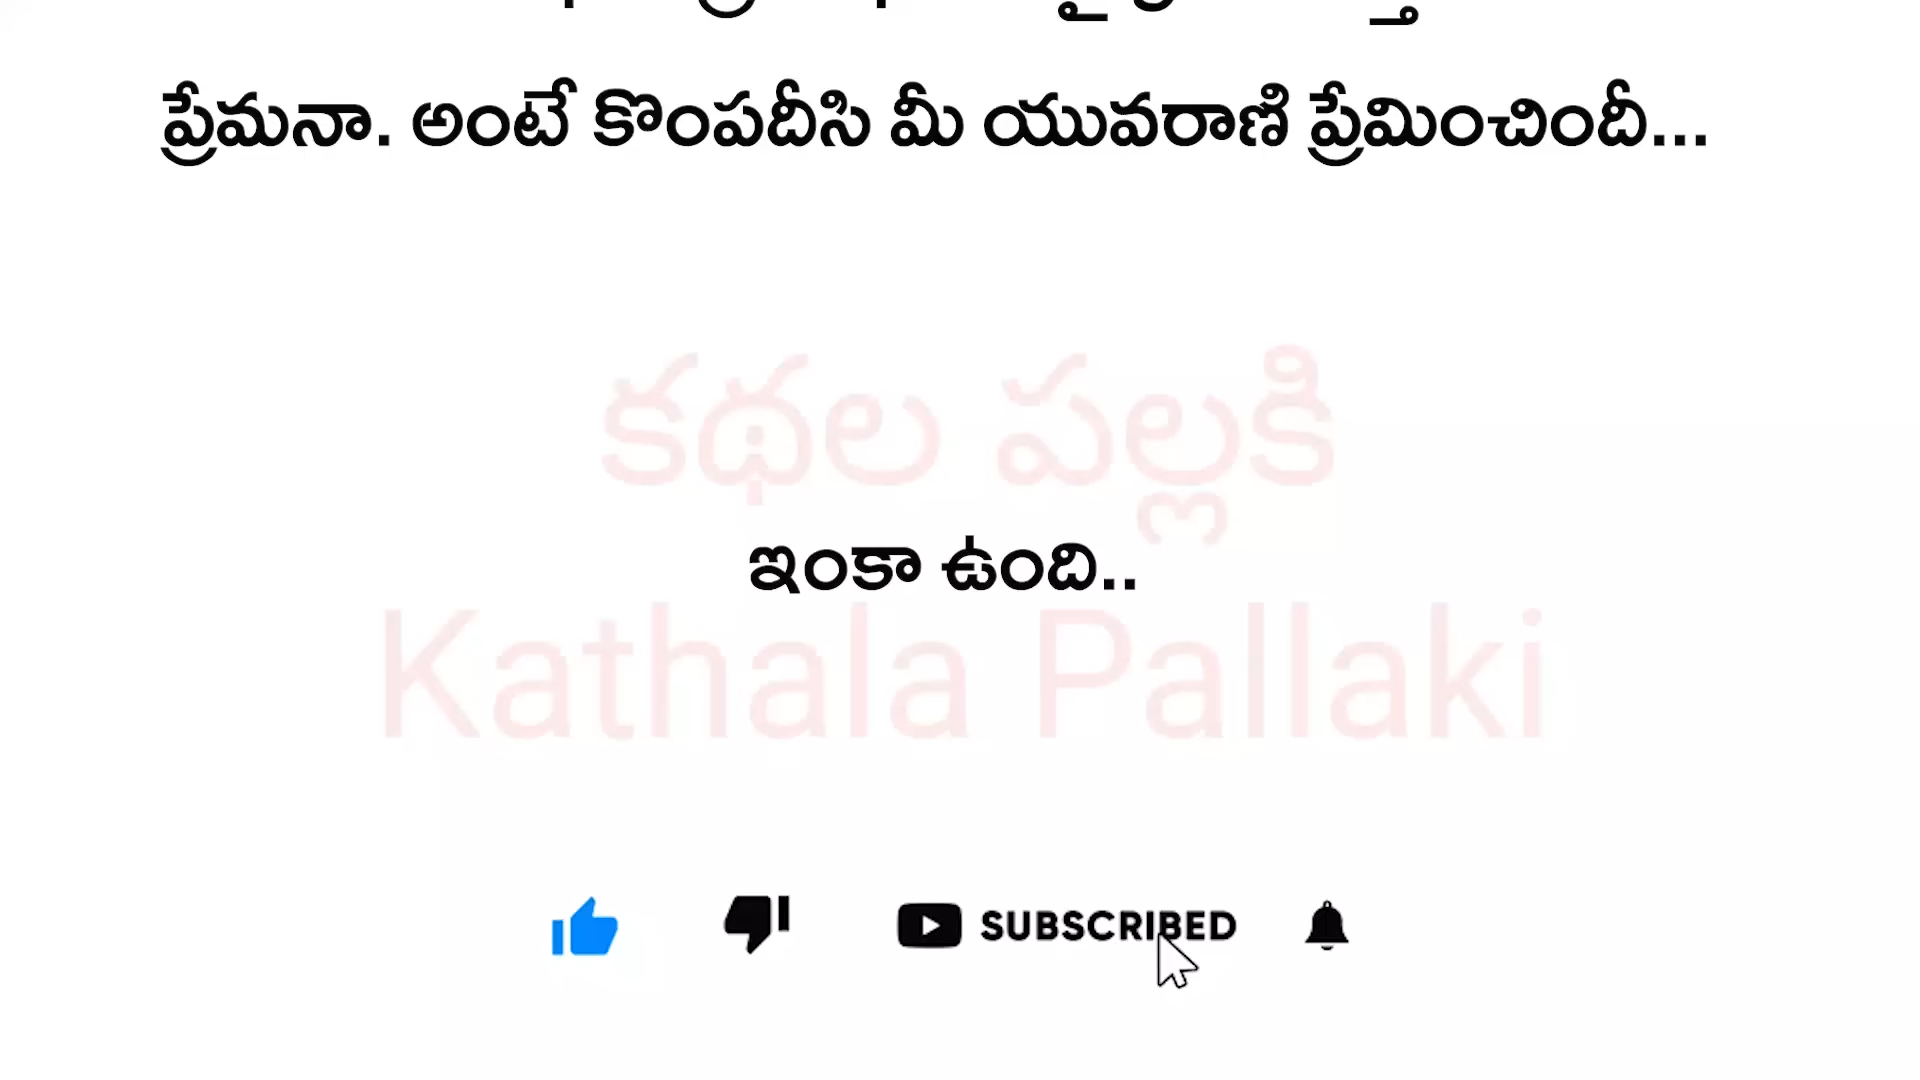 ప్రేమనా. అంటే కొంపదీసి మీ యువరాణి ప్రేమించిందీ...
కథల పల్లకి
ఇంకా ఉంది..
Kathala Pallaki
SUBSCRIBED